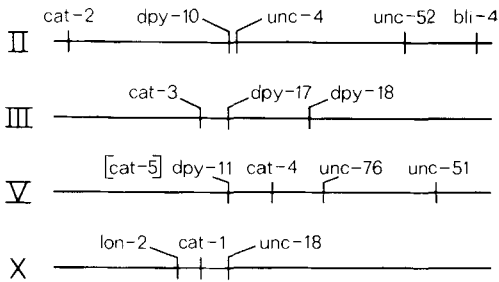 cat-2 dpy-10 unc-4 unc-52 bli-4
II
cat-3 dpy-17 dpy-18
III
[cat-5] dpy-11 cat-4 unc-76 unc-51
V
lon-2 cat-1 unc-18
X